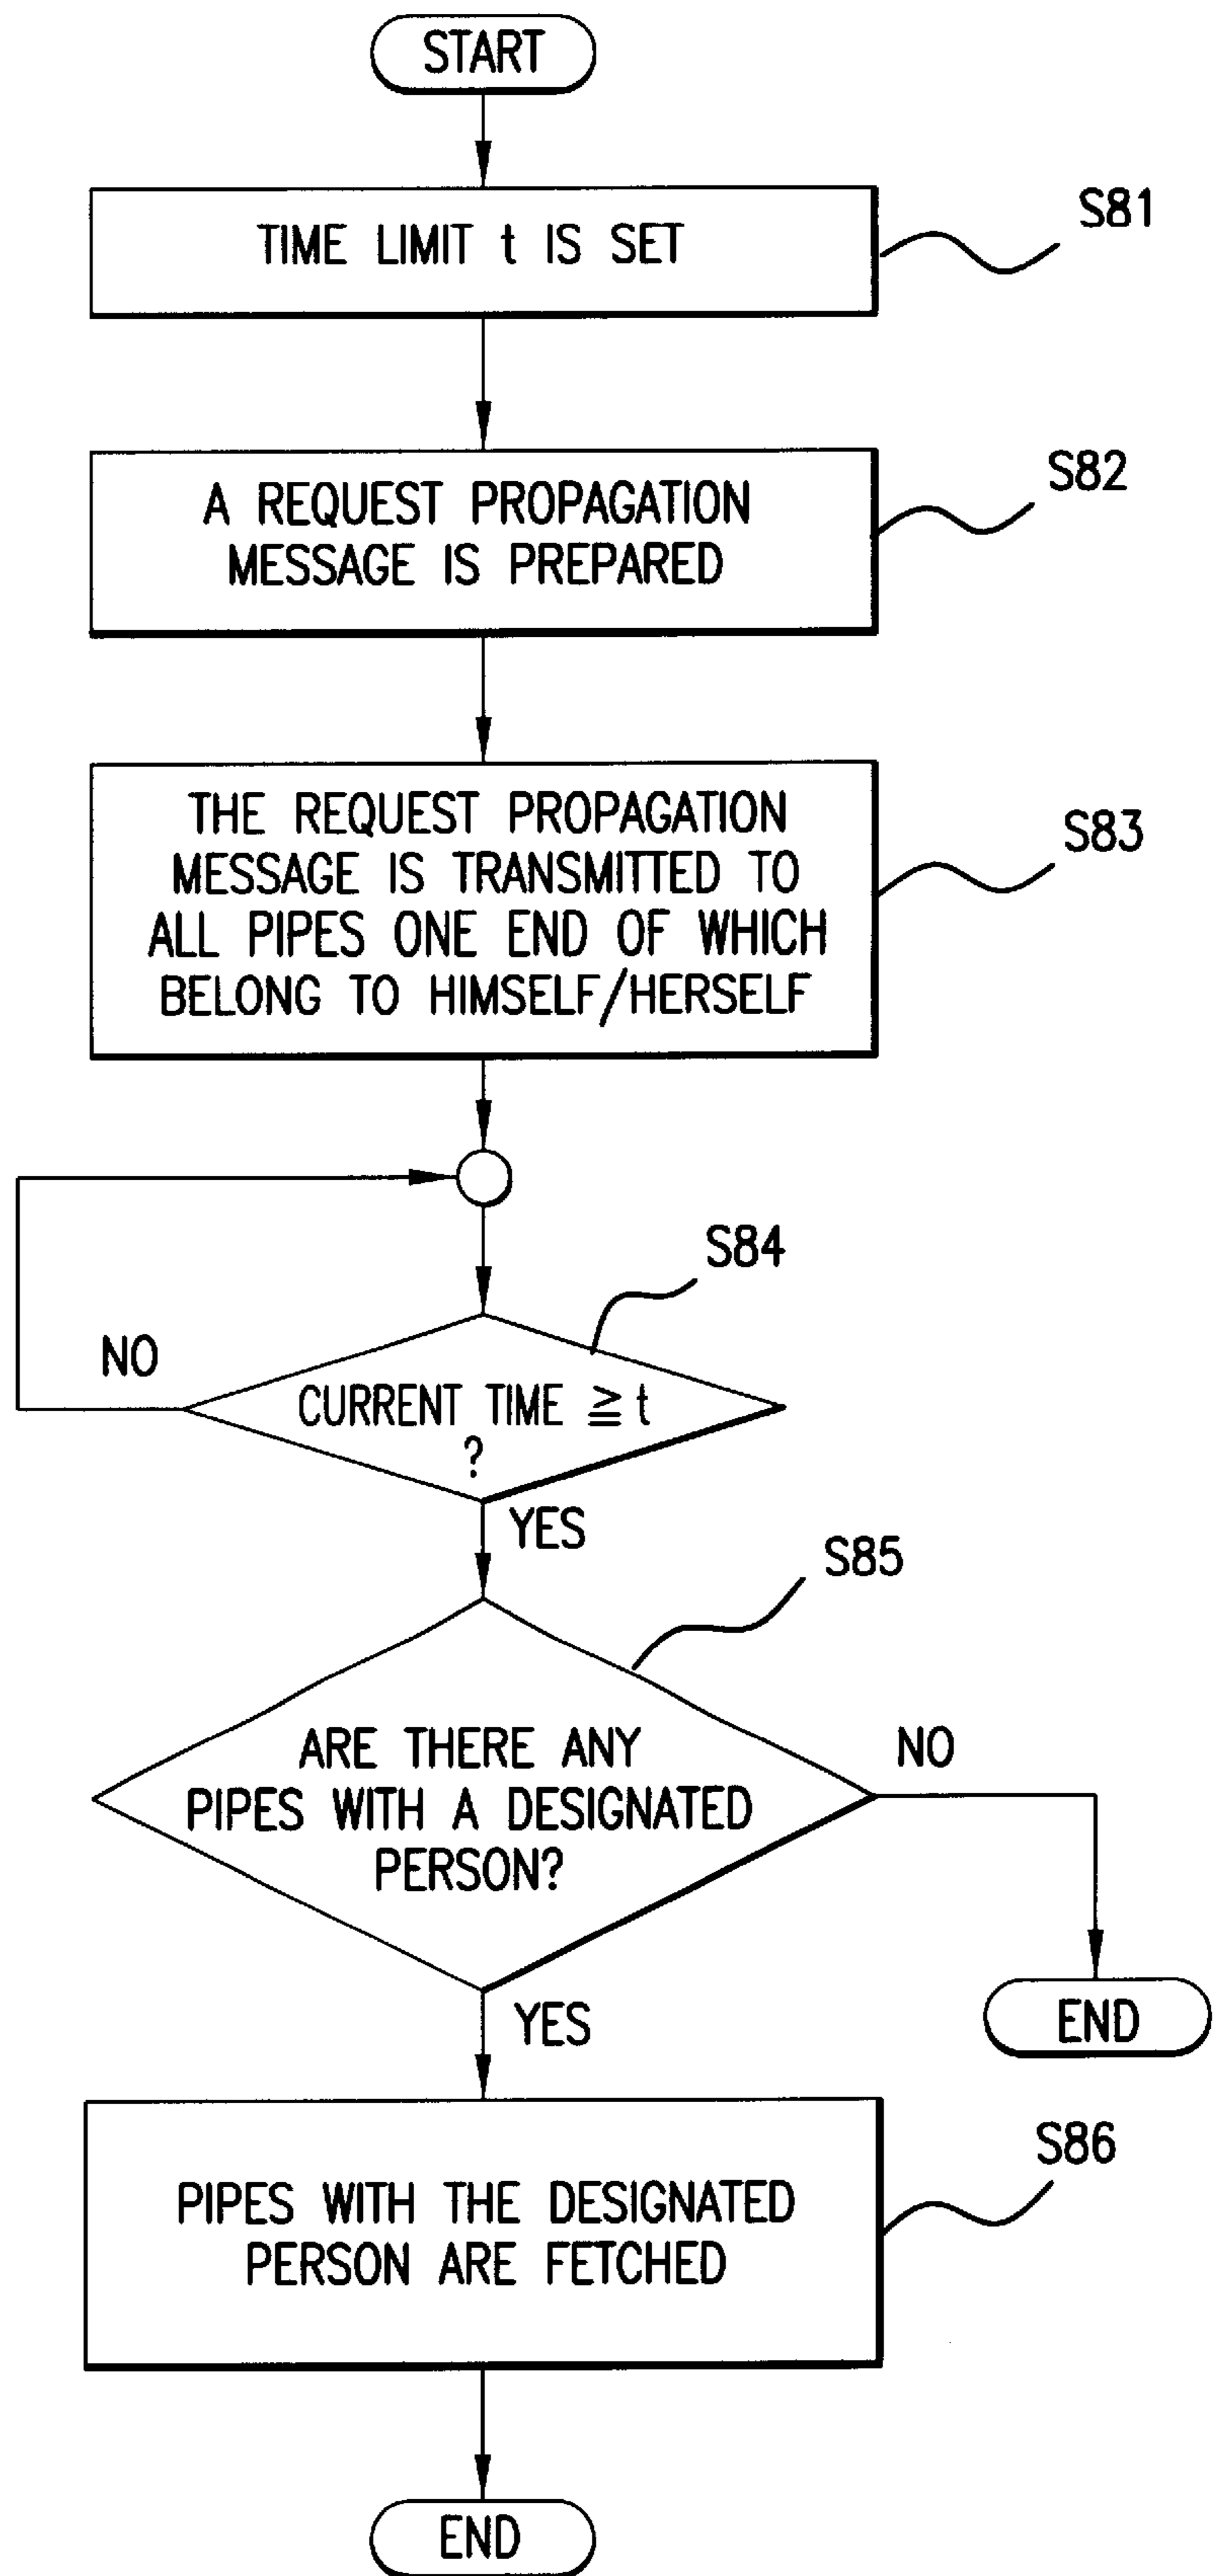 START
TIME LIMIT t IS SET
S81
A REQUEST PROPAGATION
MESSAGE IS PREPARED
S82
THE REQUEST PROPAGATION
MESSAGE IS TRANSMITTED TO
ALL PIPES ONE END OF WHICH
BELONG TO HIMSELF/HERSELF
S83
S84
NO
CURRENT TIME ≧ t
?
YES
S85
ARE THERE ANY
PIPES WITH A DESIGNATED
PERSON?
NO
END
YES
S86
PIPES WITH THE DESIGNATED
PERSON ARE FETCHED
END